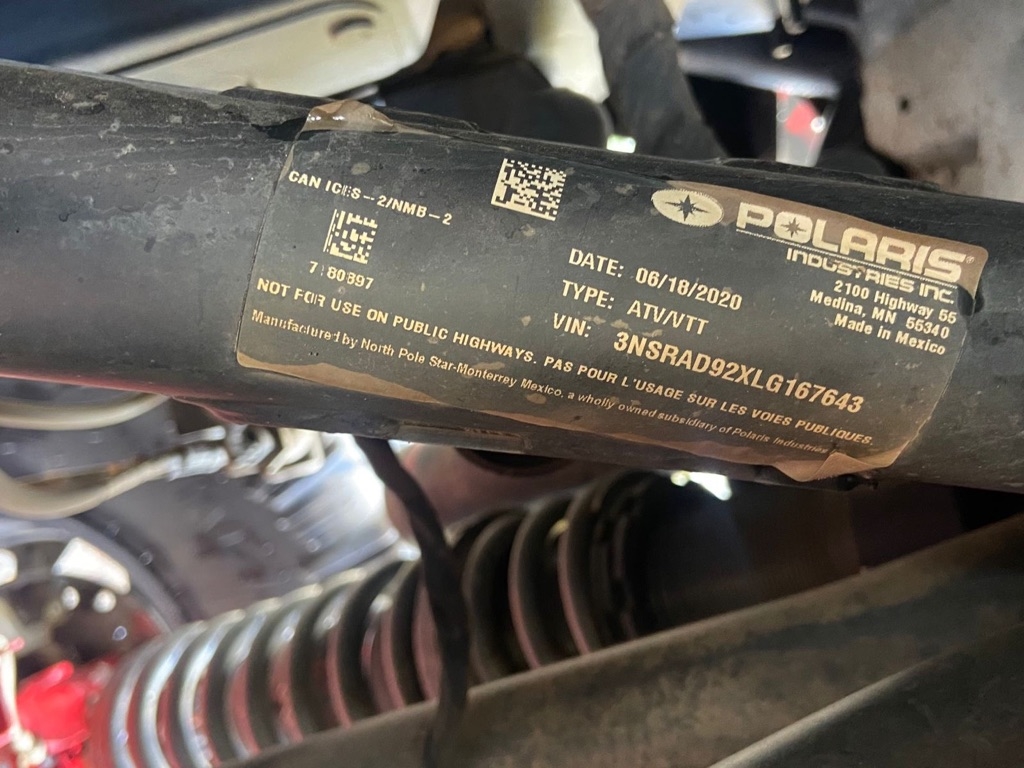 CAN ICES-2/NMB-2
7180897
POLARIS®
INDUSTRIES INC.
2100 Highway 55
Medina, MN 55340
Made in Mexico
DATE: 06/18/2020
TYPE: ATV/VTT
VIN: 3NSRAD92XLG167643
NOT FOR USE ON PUBLIC HIGHWAYS. PAS POUR L'USAGE SUR LES VOIES PUBLIQUES.
Manufactured by North Pole Star-Monterrey Mexico, a wholly owned subsidiary of Polaris Industries